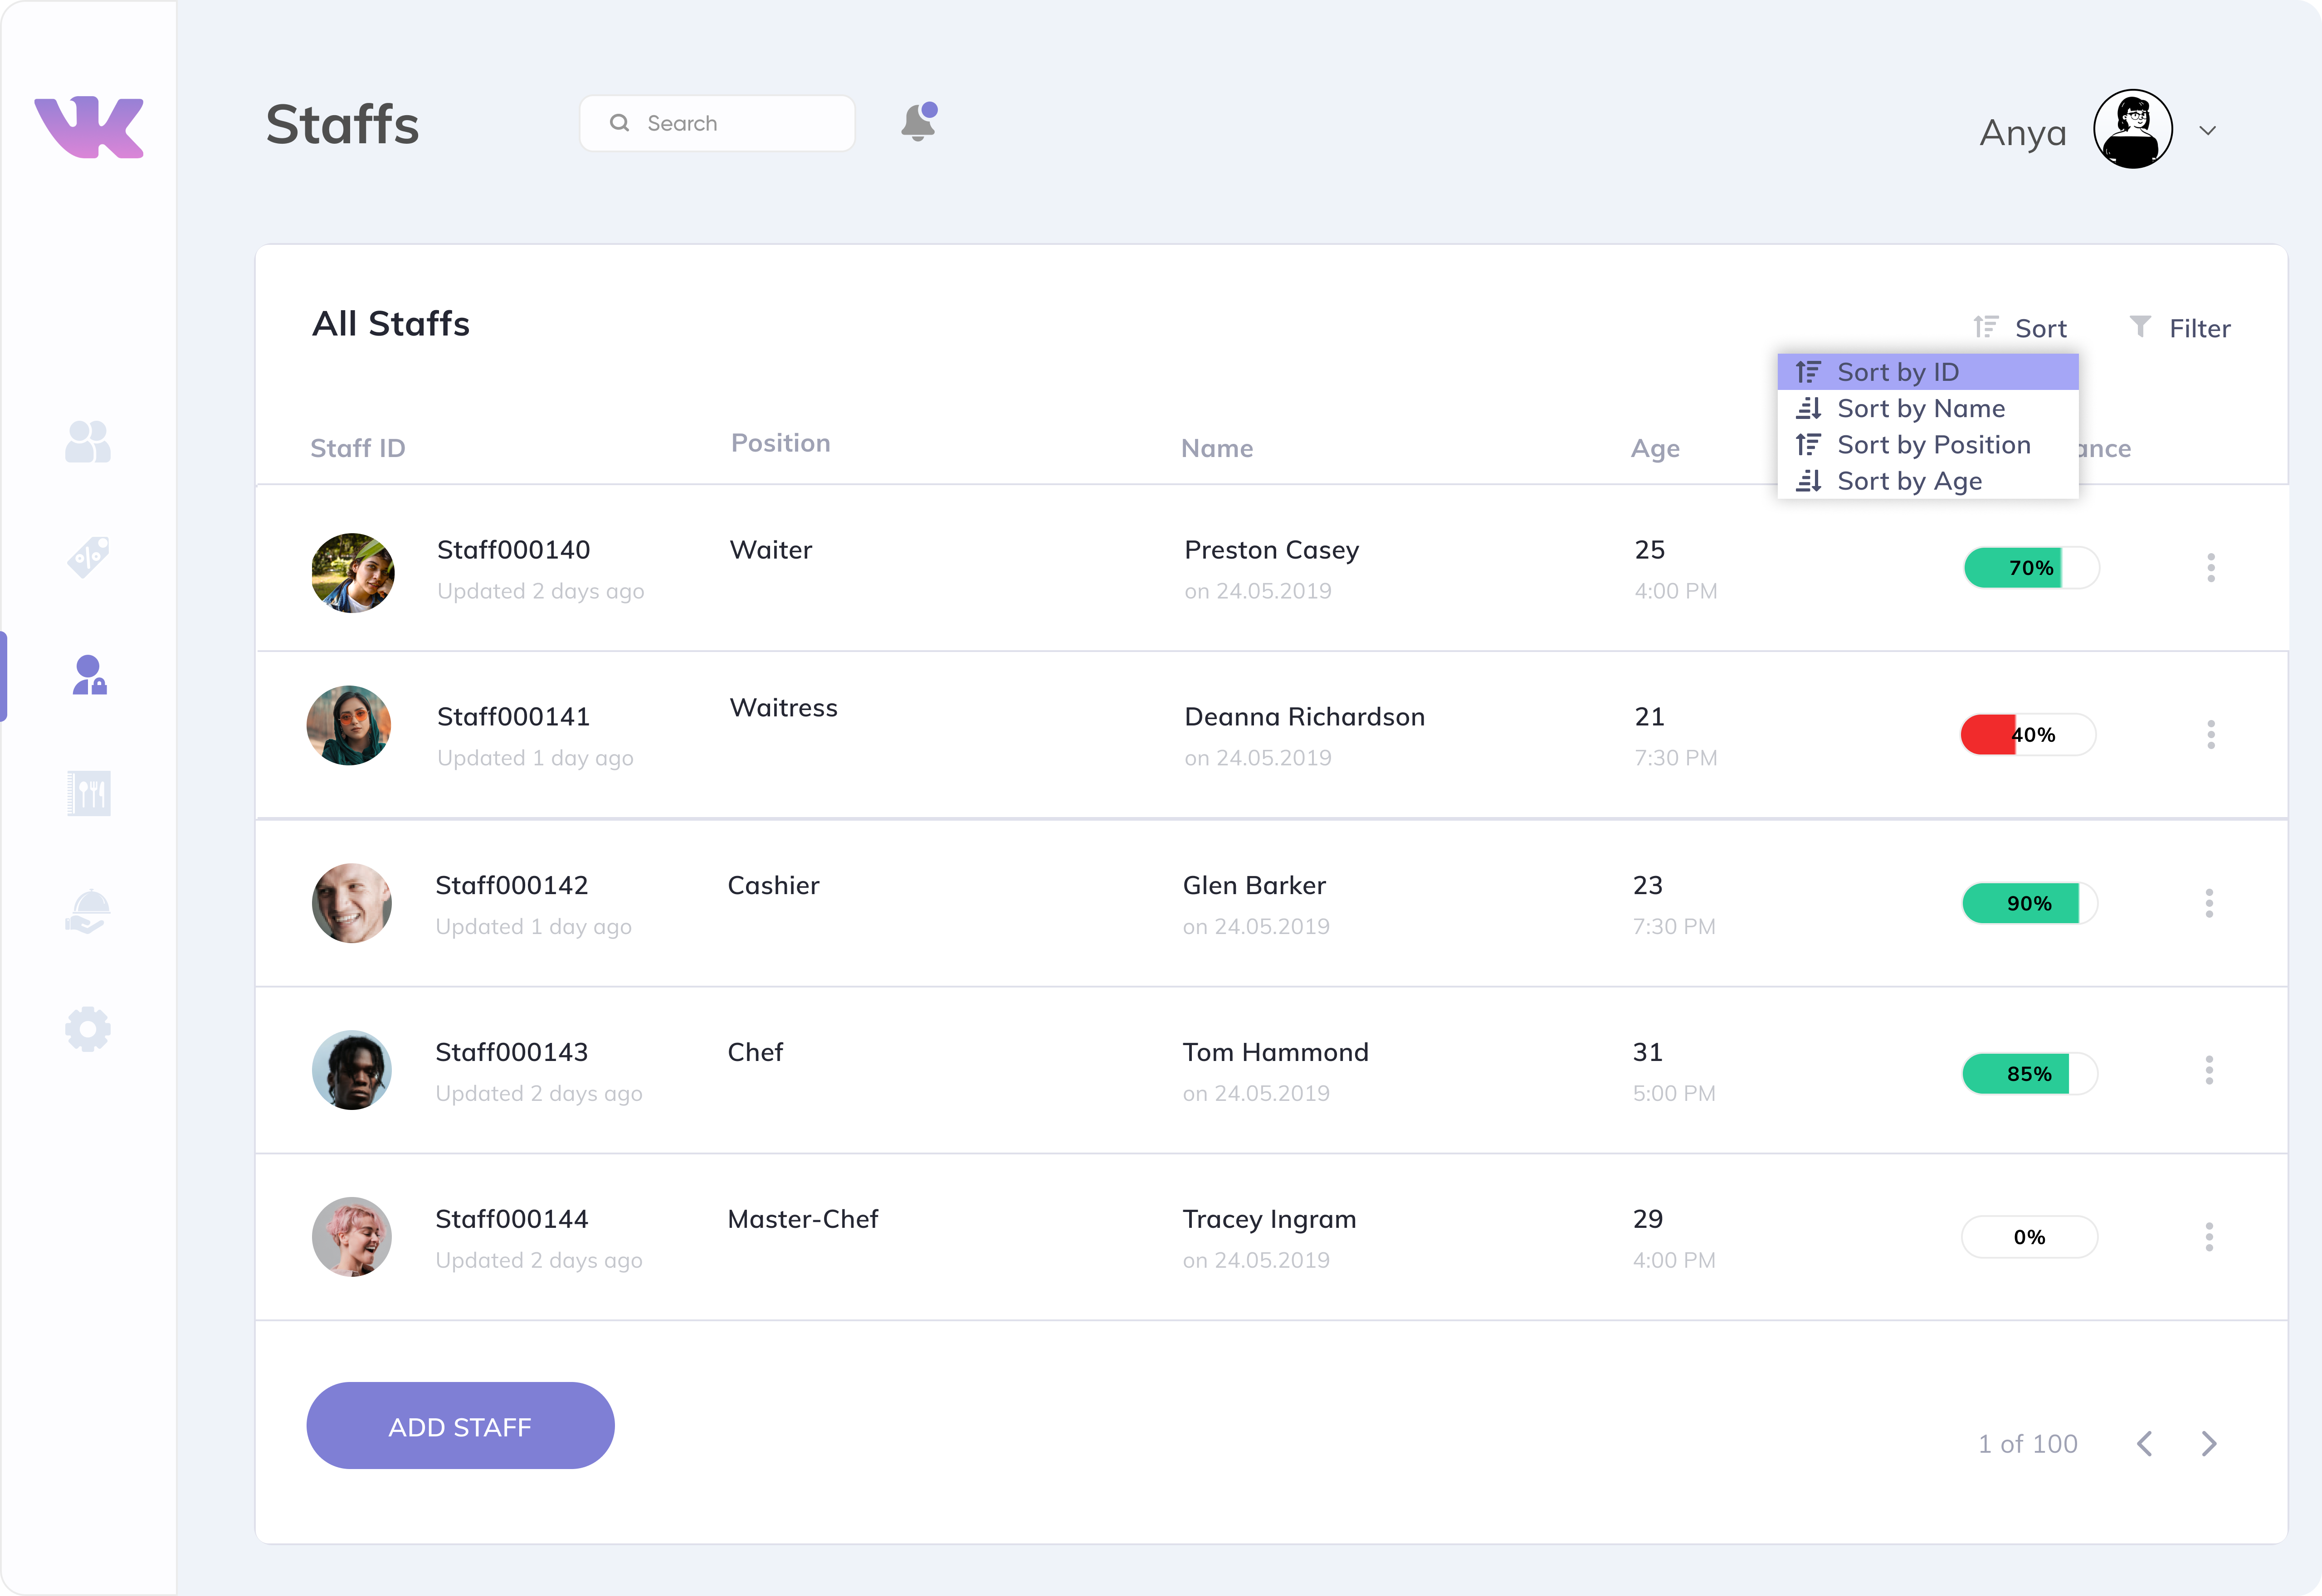 VK
Staffs
Search
Anya
All Staffs
Sort
Filter
Sort by ID
Sort by Name
Sort by Position
Sort by Age
Staff ID
Position
Name
Age
Staff000140
Waiter
Preston Casey
25
70%
Updated 2 days ago
on 24.05.2019
4:00 PM
Staff000141
Waitress
Deanna Richardson
21
40%
Updated 1 day ago
on 24.05.2019
7:30 PM
Staff000142
Cashier
Glen Barker
23
90%
Updated 1 day ago
on 24.05.2019
7:30 PM
Staff000143
Chef
Tom Hammond
31
85%
Updated 2 days ago
on 24.05.2019
5:00 PM
Staff000144
Master-Chef
Tracey Ingram
29
0%
Updated 2 days ago
on 24.05.2019
4:00 PM
ADD STAFF
1 of 100